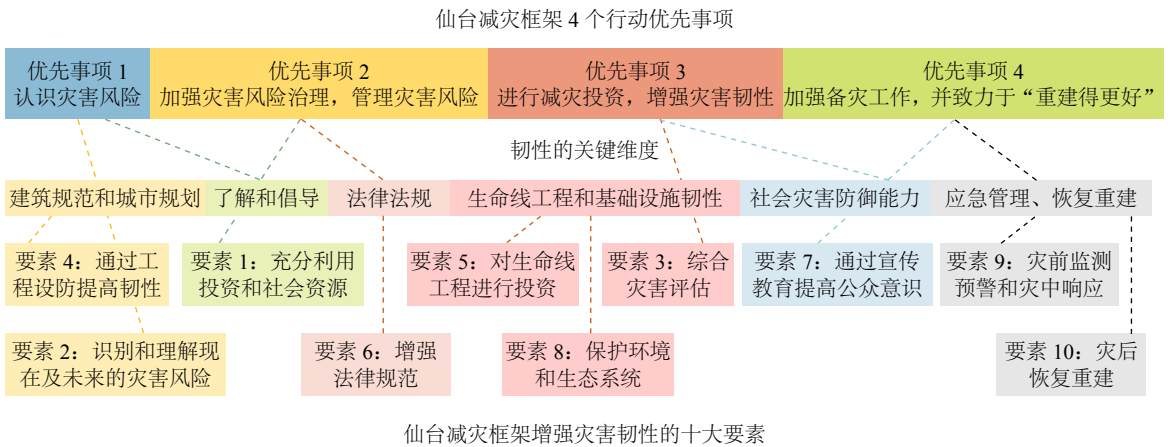 仙台减灾框架 4 个行动优先事项
优先事项 1
认识灾害风险
优先事项 2
加强灾害风险治理，管理灾害风险
优先事项 3
进行减灾投资，增强灾害韧性
优先事项 4
加强备灾工作，并致力于“重建得更好”
韧性的关键维度
建筑规范和城市规划
了解和倡导
法律法规
生命线工程和基础设施韧性
社会灾害防御能力
应急管理、恢复重建
要素 4：通过工
程设防提高韧性
要素 1：充分利用
投资和社会资源
要素 5：对生命线
工程进行投资
要素 3：综合
灾害评估
要素 7：通过宣传
教育提高公众意识
要素 9：灾前监测
预警和灾中响应
要素 2：识别和理解现
在及未来的灾害风险
要素 6：增强
法律规范
要素 8：保护环境
和生态系统
要素 10：灾后
恢复重建
仙台减灾框架增强灾害韧性的十大要素